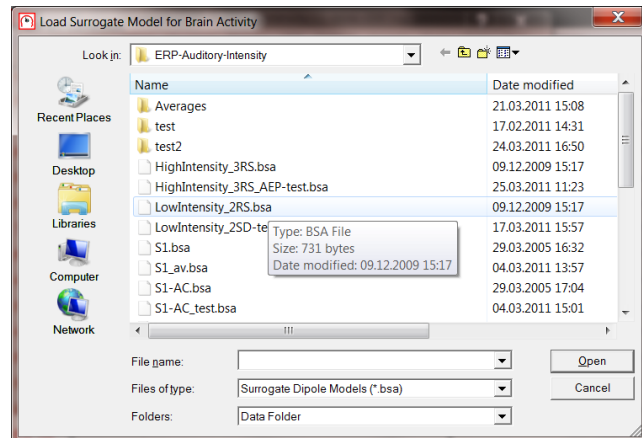 Load Surrogate Model for Brain Activity
Look in: ERP-Auditory-Intensity
Name Date modified
Averages 21.03.2011 15:08
test 17.02.2011 14:31
test2 24.03.2011 16:50
HighIntensity_3RS.bsa 09.12.2009 15:17
HighIntensity_3RS_AEP-test.bsa 25.03.2011 11:23
LowIntensity_2RS.bsa 09.12.2009 15:17
LowIntensity_2SD-te 17.03.2011 15:57
S1.bsa 29.03.2005 16:32
S1_av.bsa 04.03.2011 13:57
S1-AC.bsa 29.03.2005 17:04
S1-AC_test.bsa 04.03.2011 15:01
Type: BSA File
Size: 731 bytes
Date modified: 09.12.2009 15:17
Recent Places
Desktop
Libraries
Computer
Network
File name: Open
Files of type: Surrogate Dipole Models (*.bsa) Cancel
Folders: Data Folder